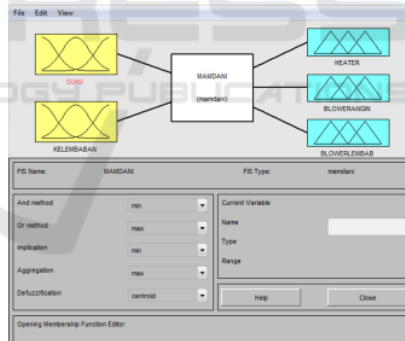 File Edit View
SUHU
KELEMBABAN
MAMDANI
(mamdani)
HEATER
BLOWERANGIN
BLOWERLEMBAB
FIS Name: MAMDANI FIS Type: mamdani
And method min
Or method max
Implication min
Aggregation max
Defuzzification centroid
Current Variable
Name
Type
Range
Help Close
Opening Membership Function Editor